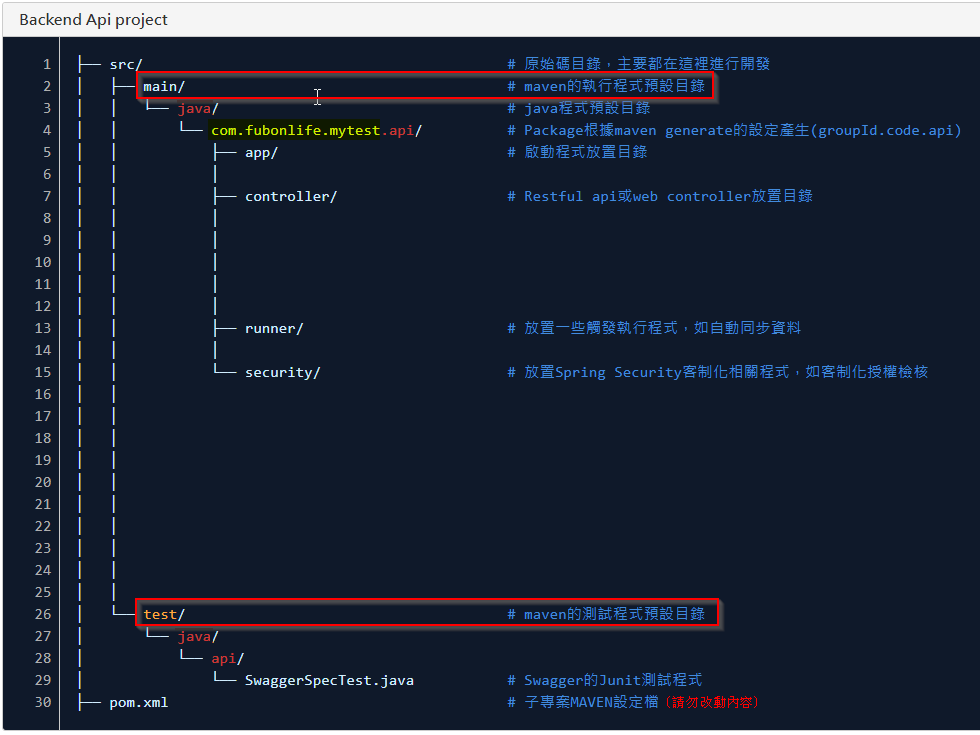 Backend Api project
1 ├── src/ # 原始碼目錄，主要都在這裡進行開發
2 │   ├── main/ # maven的執行程式預設目錄
3 │   │   └── java/ # java程式預設目錄
4 │   │       └── com.fubonlife.mytest.api/ # Package根據maven generate的設定產生(groupId.code.api)
5 │   │           ├── app/ # 啟動程式放置目錄
6 │   │           │
7 │   │           ├── controller/ # Restful api或web controller放置目錄
8 │   │           │
9 │   │           │
10 │   │           │
11 │   │           │
12 │   │           │
13 │   │           ├── runner/ # 放置一些觸發執行程式，如自動同步資料
14 │   │           │
15 │   │           └── security/ # 放置Spring Security客制化相關程式，如客制化授權檢核
16 │   │
17 │   │
18 │   │
19 │   │
20 │   │
21 │   │
22 │   │
23 │   │
24 │   │
25 │   │
26 │   └── test/ # maven的測試程式預設目錄
27 │       └── java/
28 │           └── api/
29 │               └── SwaggerSpecTest.java # Swagger的Junit測試程式
30 ├── pom.xml # 子專案MAVEN設定檔 (請勿改動內容)